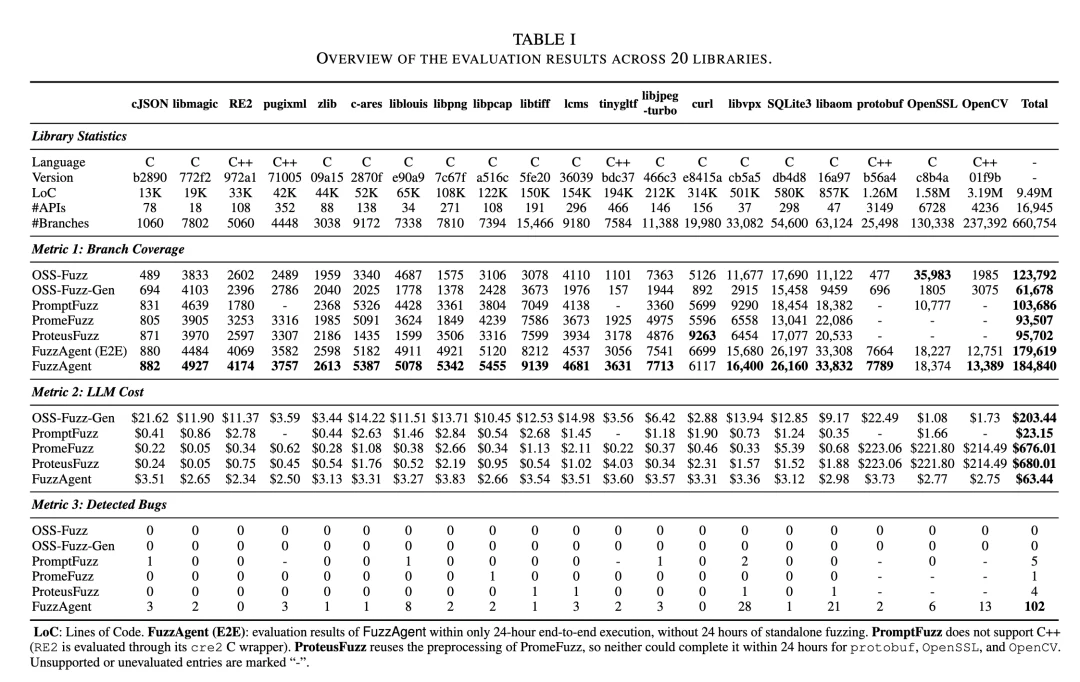 TABLE I
OVERVIEW OF THE EVALUATION RESULTS ACROSS 20 LIBRARIES.
cJSON libmagic RE2 pugixml zlib c-ares liblouis libpng libpcap libtiff lcms tinygltf libjpeg-turbo curl libvpx SQLite3 libaom protobuf OpenSSL OpenCV Total
Library Statistics
Language C C C++ C++ C C C C C C C C++ C C C C C C++ C C++ -
Version b2890 772f2 972a1 71005 09a15 2870f e90a9 7c67f a516c 5fe20 36039 bdc37 466c3 e8415a cb5a5 db4d8 16a97 b56a4 c8b4a 01f9b -
LoC 13K 19K 33K 42K 44K 52K 65K 108K 122K 150K 154K 194K 212K 314K 501K 580K 857K 1.26M 1.58M 3.19M 9.49M
#APIs 78 18 108 352 88 138 34 271 108 191 296 466 146 156 37 298 47 3149 6728 4236 16,945
#Branches 1060 7802 5060 4448 3038 9172 7338 7810 7394 15,466 9180 7584 11,388 19,980 33,082 54,600 63,124 25,498 130,338 237,392 660,754
Metric 1: Branch Coverage
OSS-Fuzz 489 3833 2602 2489 1959 3340 4687 1575 3106 3078 4110 1101 7363 5126 11,677 17,690 11,122 477 35,983 1985 123,792
OSS-Fuzz-Gen 694 4103 2396 2786 2040 2025 1778 1378 2428 3673 1976 157 1944 892 2915 15,458 9459 696 1805 3075 61,678
PromptFuzz 831 4639 1780 - 2368 5326 4428 3361 3804 7049 4138 - 3360 5699 9290 18,454 18,382 - 10,777 - 103,686
PromeFuzz 805 3905 3253 3316 1985 5091 3624 1849 4239 7586 3673 1925 4975 5596 6558 13,041 22,086 - - - 93,507
ProteusFuzz 871 3970 2597 3307 2186 1435 1599 3506 3316 7599 3934 3178 4876 9263 6454 17,077 20,533 - - - 95,702
FuzzAgent (E2E) 880 4484 4069 3582 2598 5182 4911 4921 5120 8212 4537 3056 7541 6699 15,680 26,197 33,308 7664 18,227 12,751 179,619
FuzzAgent 882 4927 4174 3757 2613 5387 5078 5342 5455 9139 4681 3631 7713 6117 16,400 26,160 33,832 7789 18,374 13,389 184,840
Metric 2: LLM Cost
OSS-Fuzz-Gen $21.62 $11.90 $11.37 $3.59 $3.44 $14.22 $11.51 $13.71 $10.45 $12.53 $14.98 $3.56 $6.42 $2.88 $13.94 $12.85 $9.17 $22.49 $1.08 $1.73 $203.44
PromptFuzz $0.41 $0.86 $2.78 - $0.44 $2.63 $1.46 $2.84 $0.54 $2.68 $1.45 - $1.18 $1.90 $0.73 $1.24 $0.35 - $1.66 - $23.15
PromeFuzz $0.22 $0.05 $0.34 $0.62 $0.28 $1.08 $0.38 $2.66 $0.34 $1.13 $2.11 $0.22 $0.37 $0.46 $0.33 $5.39 $0.68 $223.06 $221.80 $214.49 $676.01
ProteusFuzz $0.24 $0.05 $0.75 $0.45 $0.54 $1.76 $0.52 $2.19 $0.95 $0.54 $1.02 $4.03 $0.34 $2.31 $1.57 $1.52 $1.88 $223.06 $221.80 $214.49 $680.01
FuzzAgent $3.51 $2.65 $2.34 $2.50 $3.13 $3.31 $3.27 $3.83 $2.66 $3.54 $3.51 $3.60 $3.57 $3.31 $3.36 $3.12 $2.98 $3.73 $2.77 $2.75 $63.44
Metric 3: Detected Bugs
OSS-Fuzz 0 0 0 0 0 0 0 0 0 0 0 0 0 0 0 0 0 0 0 0 0
OSS-Fuzz-Gen 0 0 0 0 0 0 0 0 0 0 0 0 0 0 0 0 0 0 0 0 0
PromptFuzz 1 0 0 - 0 0 1 0 0 0 0 - 1 0 2 0 0 - 0 - 5
PromeFuzz 0 0 0 0 0 0 0 0 1 0 0 0 0 0 0 0 0 - - - 1
ProteusFuzz 0 0 0 0 0 0 0 0 0 1 1 0 0 0 1 0 1 - - - 4
FuzzAgent 3 2 0 3 1 1 8 2 2 1 3 2 3 0 28 1 21 2 6 13 102
LoC: Lines of Code. FuzzAgent (E2E): evaluation results of FuzzAgent within only 24-hour end-to-end execution, without 24 hours of standalone fuzzing. PromptFuzz does not support C++
(RE2 is evaluated through its cre2 C wrapper). ProteusFuzz reuses the preprocessing of PromeFuzz, so neither could complete it within 24 hours for protobuf, OpenSSL, and OpenCV.
Unsupported or unevaluated entries are marked “-”.